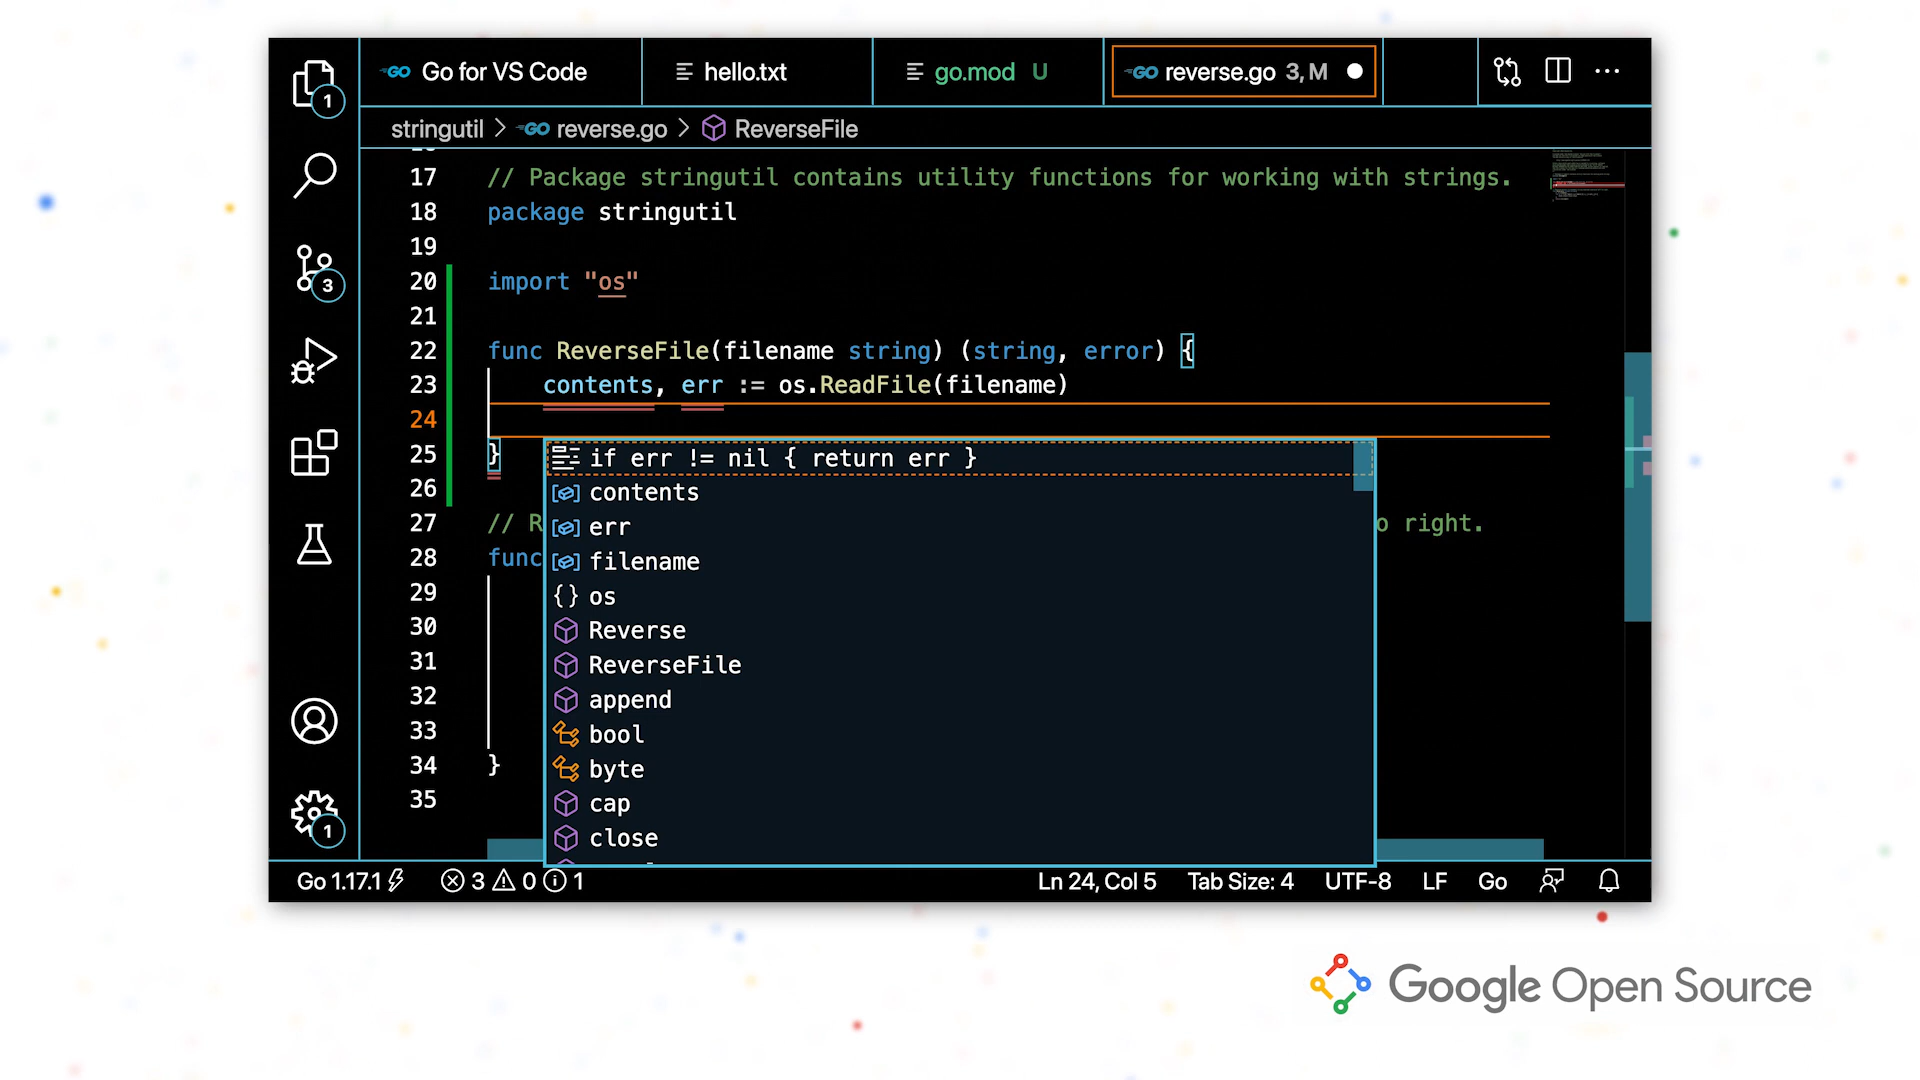 Go for VS Code
hello.txt
go.mod U
reverse.go 3, M
stringutil > reverse.go > ReverseFile
17 // Package stringutil contains utility functions for working with strings.
18 package stringutil
19
20 import "os"
21
22 func ReverseFile(filename string) (string, error) {
23 contents, err := os.ReadFile(filename)
24
25 }
26
27 // R
o right.
28 func
29
30
31
32
33
34 }
35
if err != nil { return err }
contents
err
filename
os
Reverse
ReverseFile
append
bool
byte
cap
close
1
3
1
Go 1.17.1
3 0 1
Ln 24, Col 5
Tab Size: 4
UTF-8
LF
Go
Google Open Source